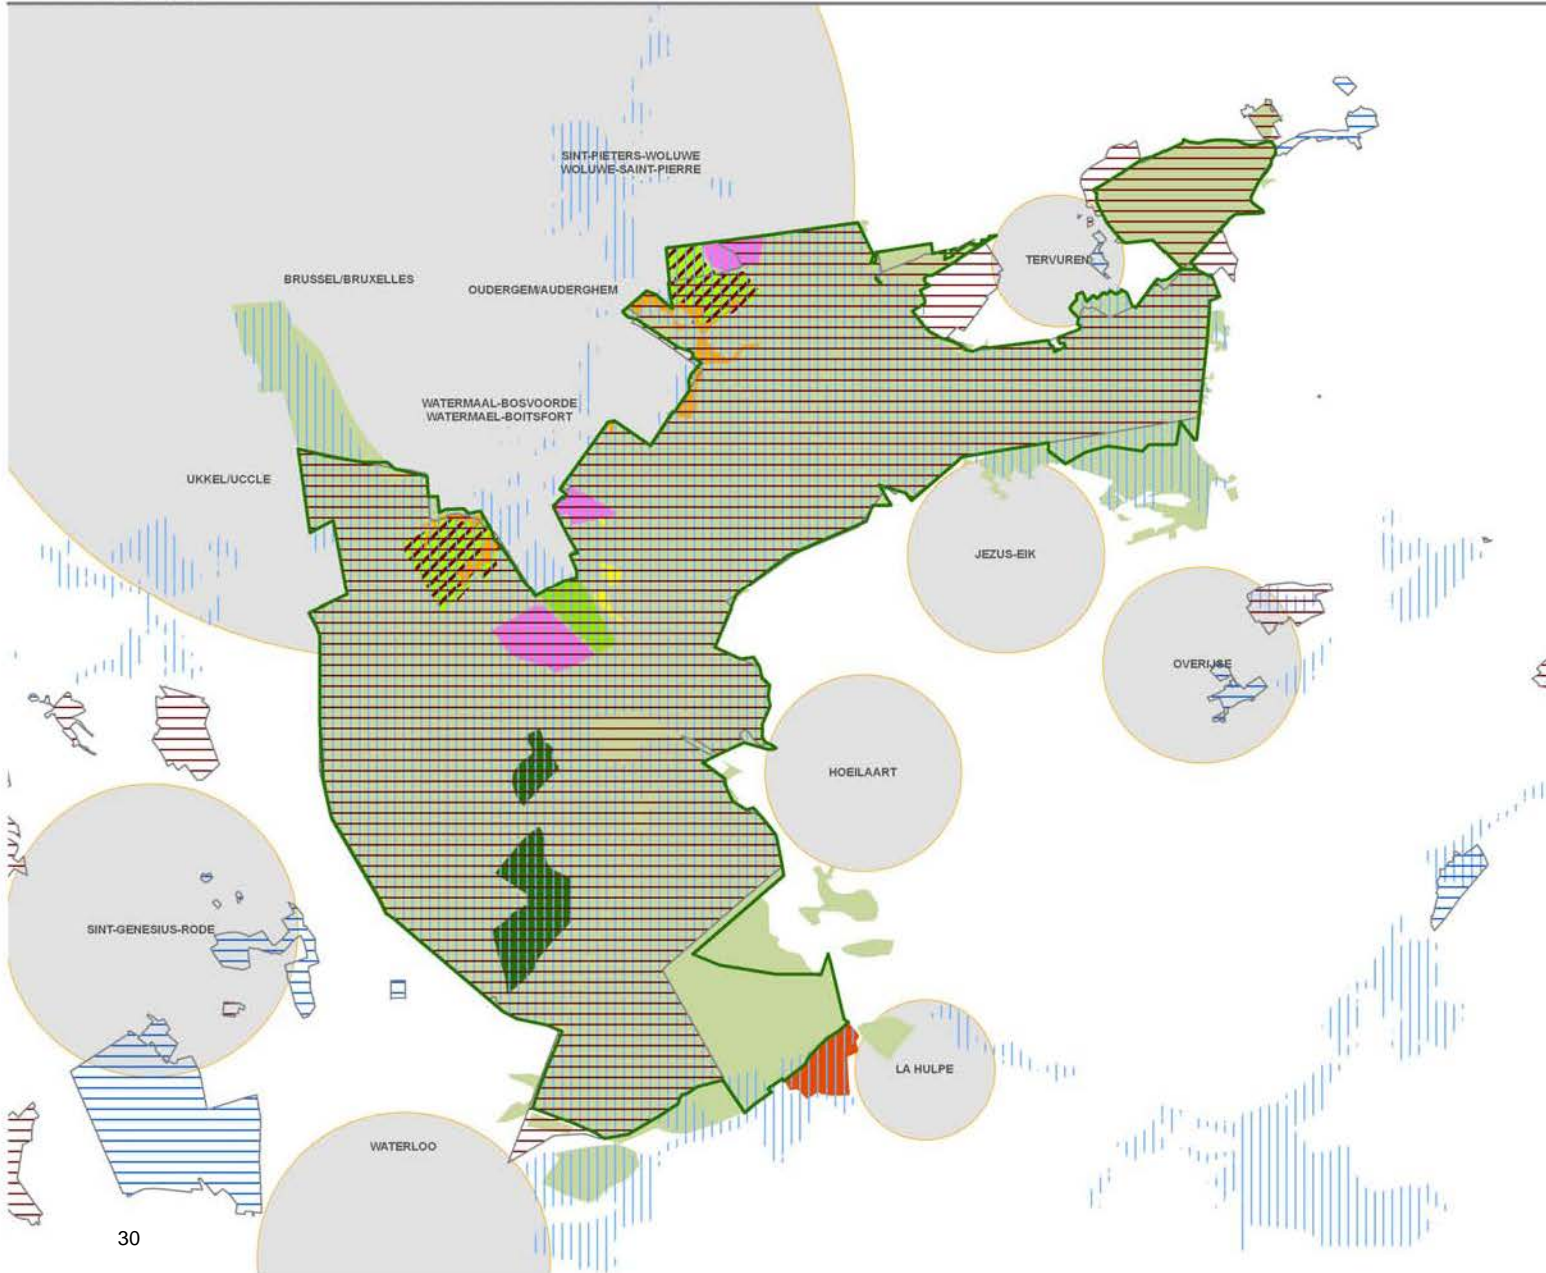 SINT-PIETERS-WOLUWE
WOLUWE-SAINT-PIERRE
TERVUREN
BRUSSEL/BRUXELLES
OUDERGEM/AUDERGHEM
WATERMAAL-BOSVOORDE
WATERMAEL-BOITSFORT
UKKEL/UCCLE
JEZUS-EIK
OVERIJSE
HOEILAART
SINT-GENESIUS-RODE
LA HULPE
WATERLOO
30